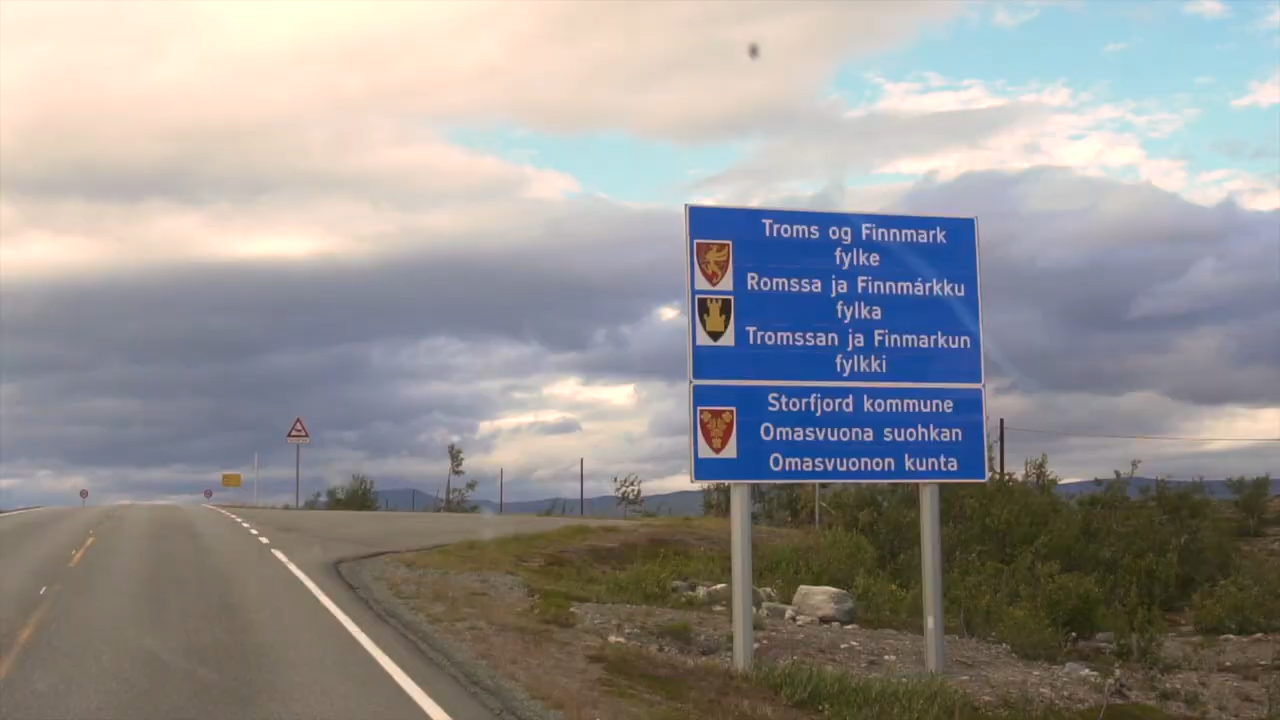 Troms og Finnmark
fylke
Romssa ja Finnmárkku
fylka
Tromssan ja Finmarkun
fylkki
Storfjord kommune
Omasvuona suohkan
Omasvuonon kunta